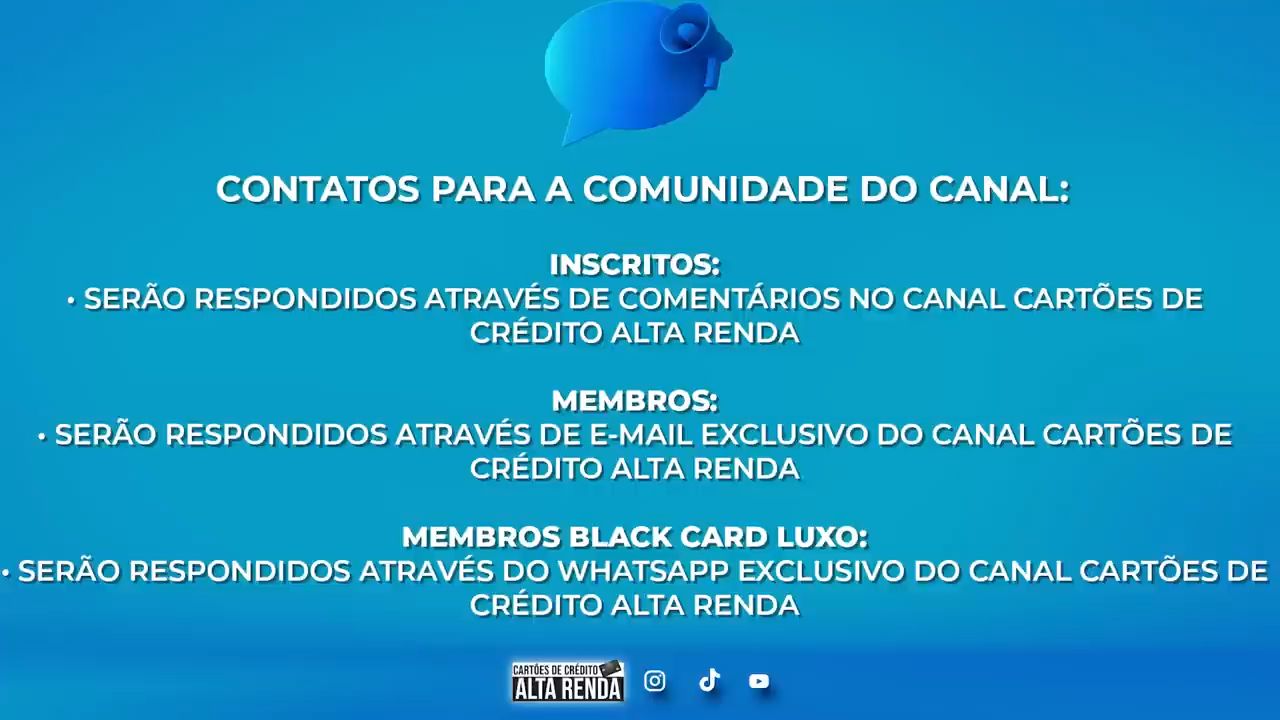 CONTATOS PARA A COMUNIDADE DO CANAL:
INSCRITOS:
• SERÃO RESPONDIDOS ATRAVÉS DE COMENTÁRIOS NO CANAL CARTÕES DE
CRÉDITO ALTA RENDA
MEMBROS:
• SERÃO RESPONDIDOS ATRAVÉS DE E-MAIL EXCLUSIVO DO CANAL CARTÕES DE
CRÉDITO ALTA RENDA
MEMBROS BLACK CARD LUXO:
• SERÃO RESPONDIDOS ATRAVÉS DO WHATSAPP EXCLUSIVO DO CANAL CARTÕES DE
CRÉDITO ALTA RENDA
CARTÕES DE CRÉDITO
ALTA RENDA